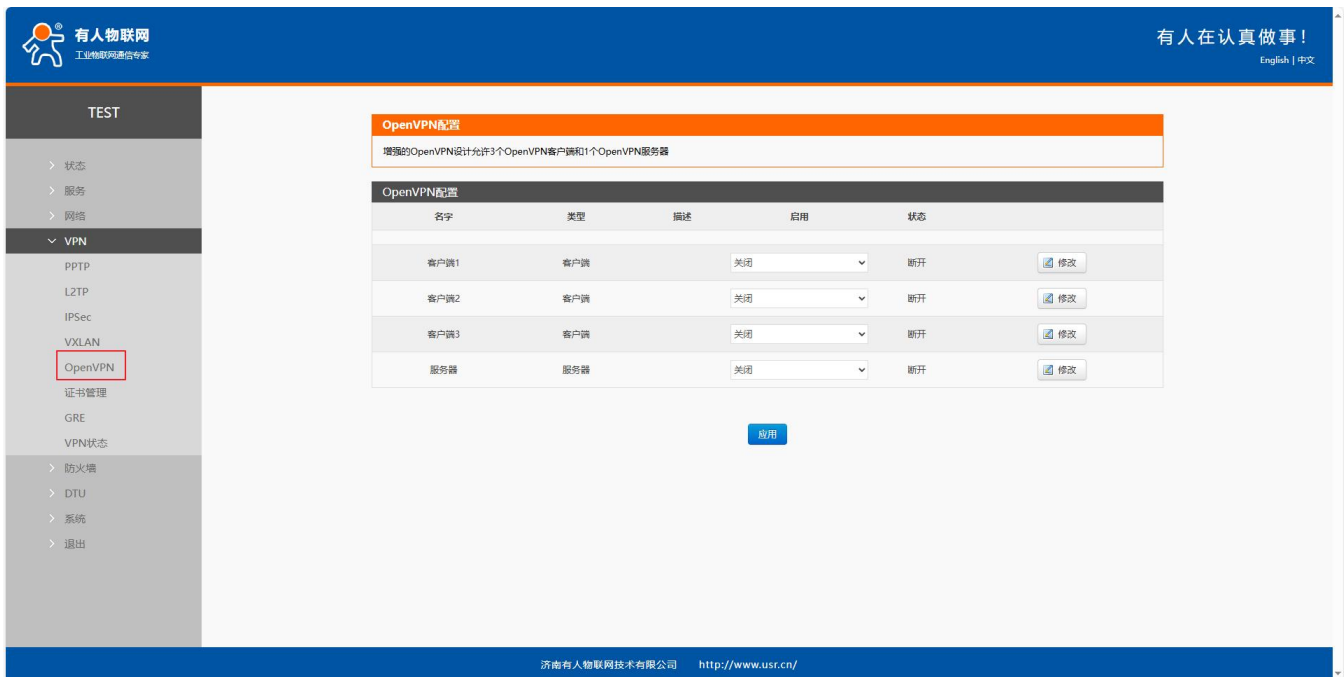 有人物联网
工业物联网通信专家
有人在认真做事！
English | 中文
TEST
状态
服务
网络
VPN
PPTP
L2TP
IPSec
VXLAN
OpenVPN
证书管理
GRE
VPN状态
防火墙
DTU
系统
退出
OpenVPN配置
增强的OpenVPN设计允许3个OpenVPN客户端和1个OpenVPN服务器
OpenVPN配置
名字 类型 描述 启用 状态
客户端1 客户端 关闭 断开 修改
客户端2 客户端 关闭 断开 修改
客户端3 客户端 关闭 断开 修改
服务器 服务器 关闭 断开 修改
应用
济南有人物联网技术有限公司 http://www.usr.cn/